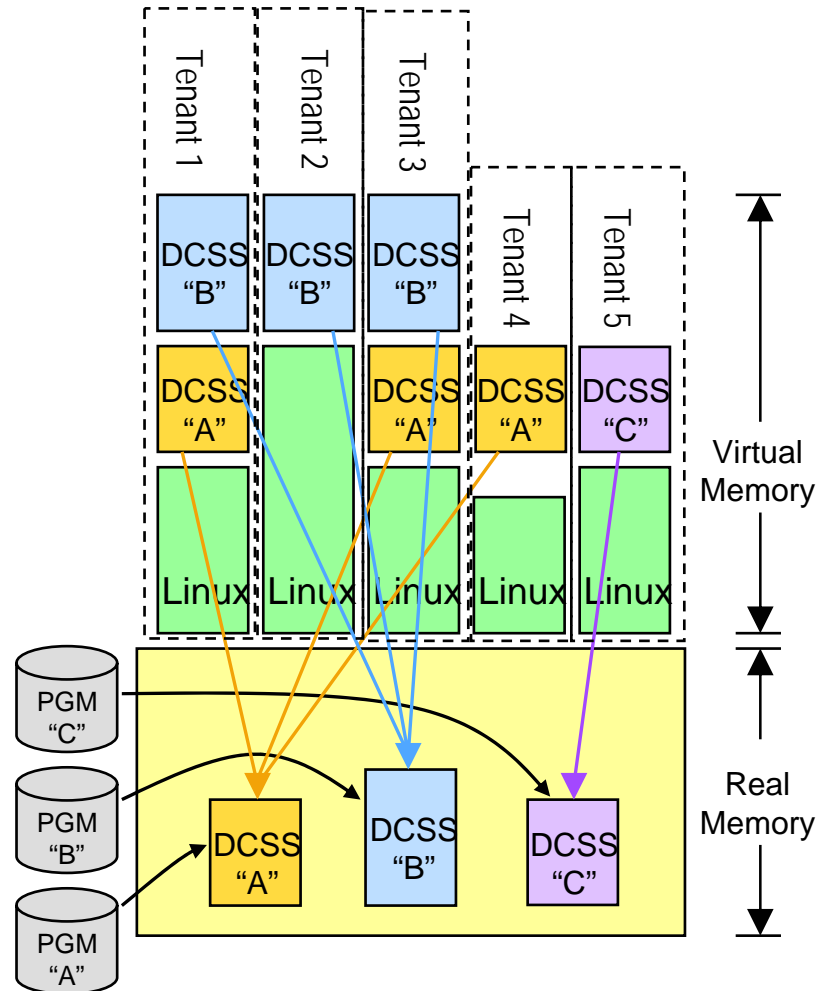 Tenant 1
Tenant 2
Tenant 3
Tenant 4
Tenant 5
DCSS
“B”
DCSS
“B”
DCSS
“B”
DCSS
“A”
DCSS
“A”
DCSS
“A”
DCSS
“C”
Linux
Linux
Linux
Linux
Linux
Virtual
Memory
PGM
“C”
PGM
“B”
PGM
“A”
DCSS
“A”
DCSS
“B”
DCSS
“C”
Real
Memory